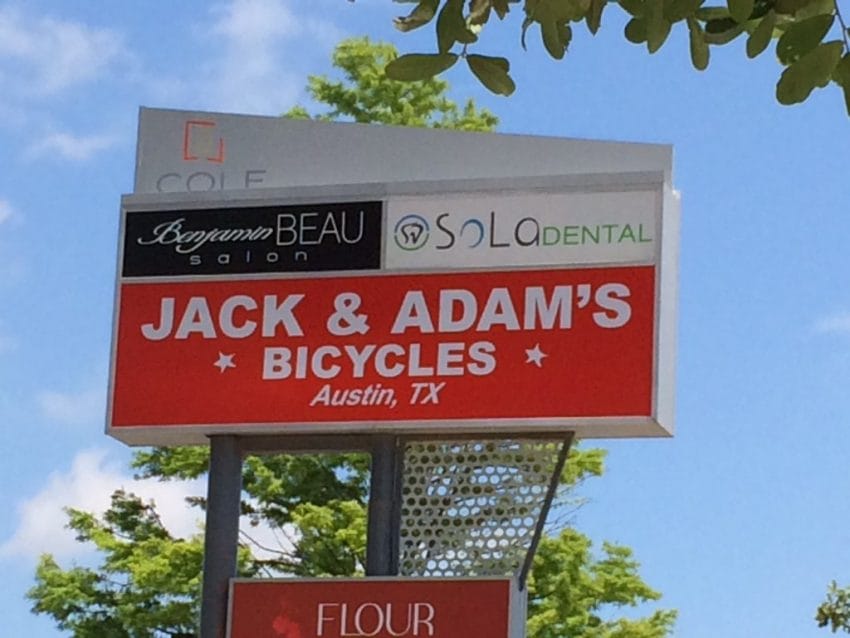 COLE
Benjamin BEAU
salon
SoLa DENTAL
JACK & ADAM'S
BICYCLES
Austin, TX
FLOUR